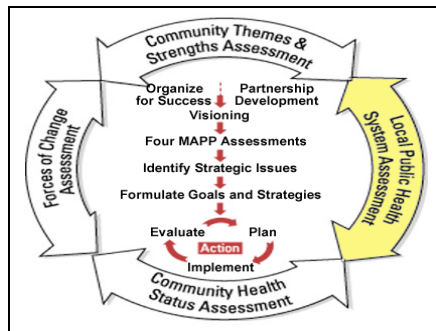 Community Themes &
Strengths Assessment
Organize
for Success
Partnership
Development
Visioning
Four MAPP Assessments
Identify Strategic Issues
Formulate Goals and Strategies
Evaluate
Plan
Action
Implement
Forces of Change
Assessment
Local Public Health
System Assessment
Community Health
Status Assessment